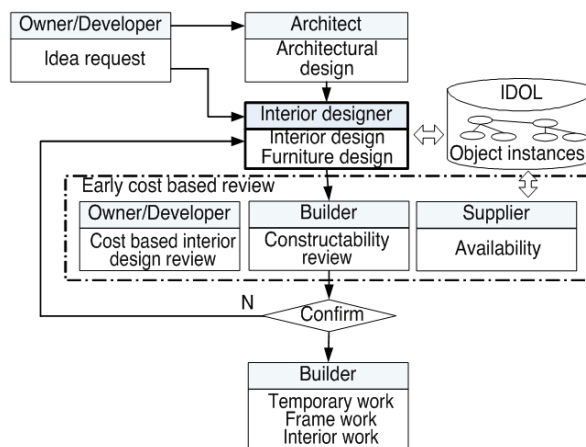 Owner/Developer
Idea request
Architect
Architectural
design
Interior designer
Interior design
Furniture design
IDOL
Object instances
Early cost based review
Owner/Developer
Cost based interior
design review
Builder
Constructability
review
Supplier
Availability
N
Confirm
Builder
Temporary work
Frame work
Interior work